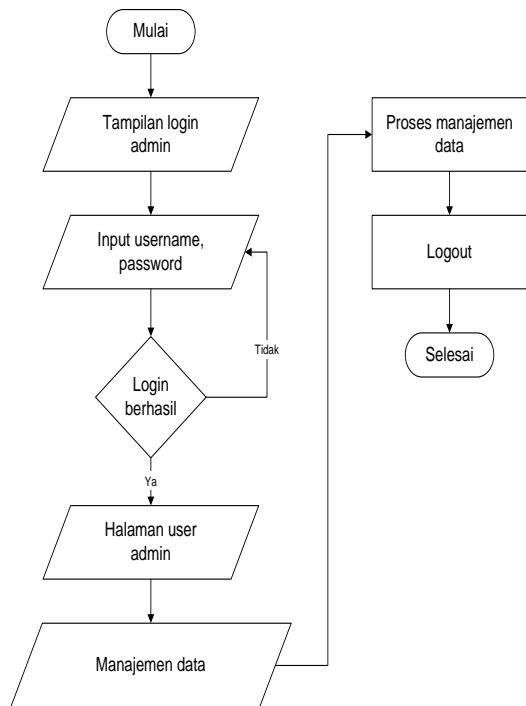 Mulai
Tampilan login
admin
Input username,
password
Tidak
Login
berhasil
Ya
Halaman user
admin
Manajemen data
Proses manajemen
data
Logout
Selesai